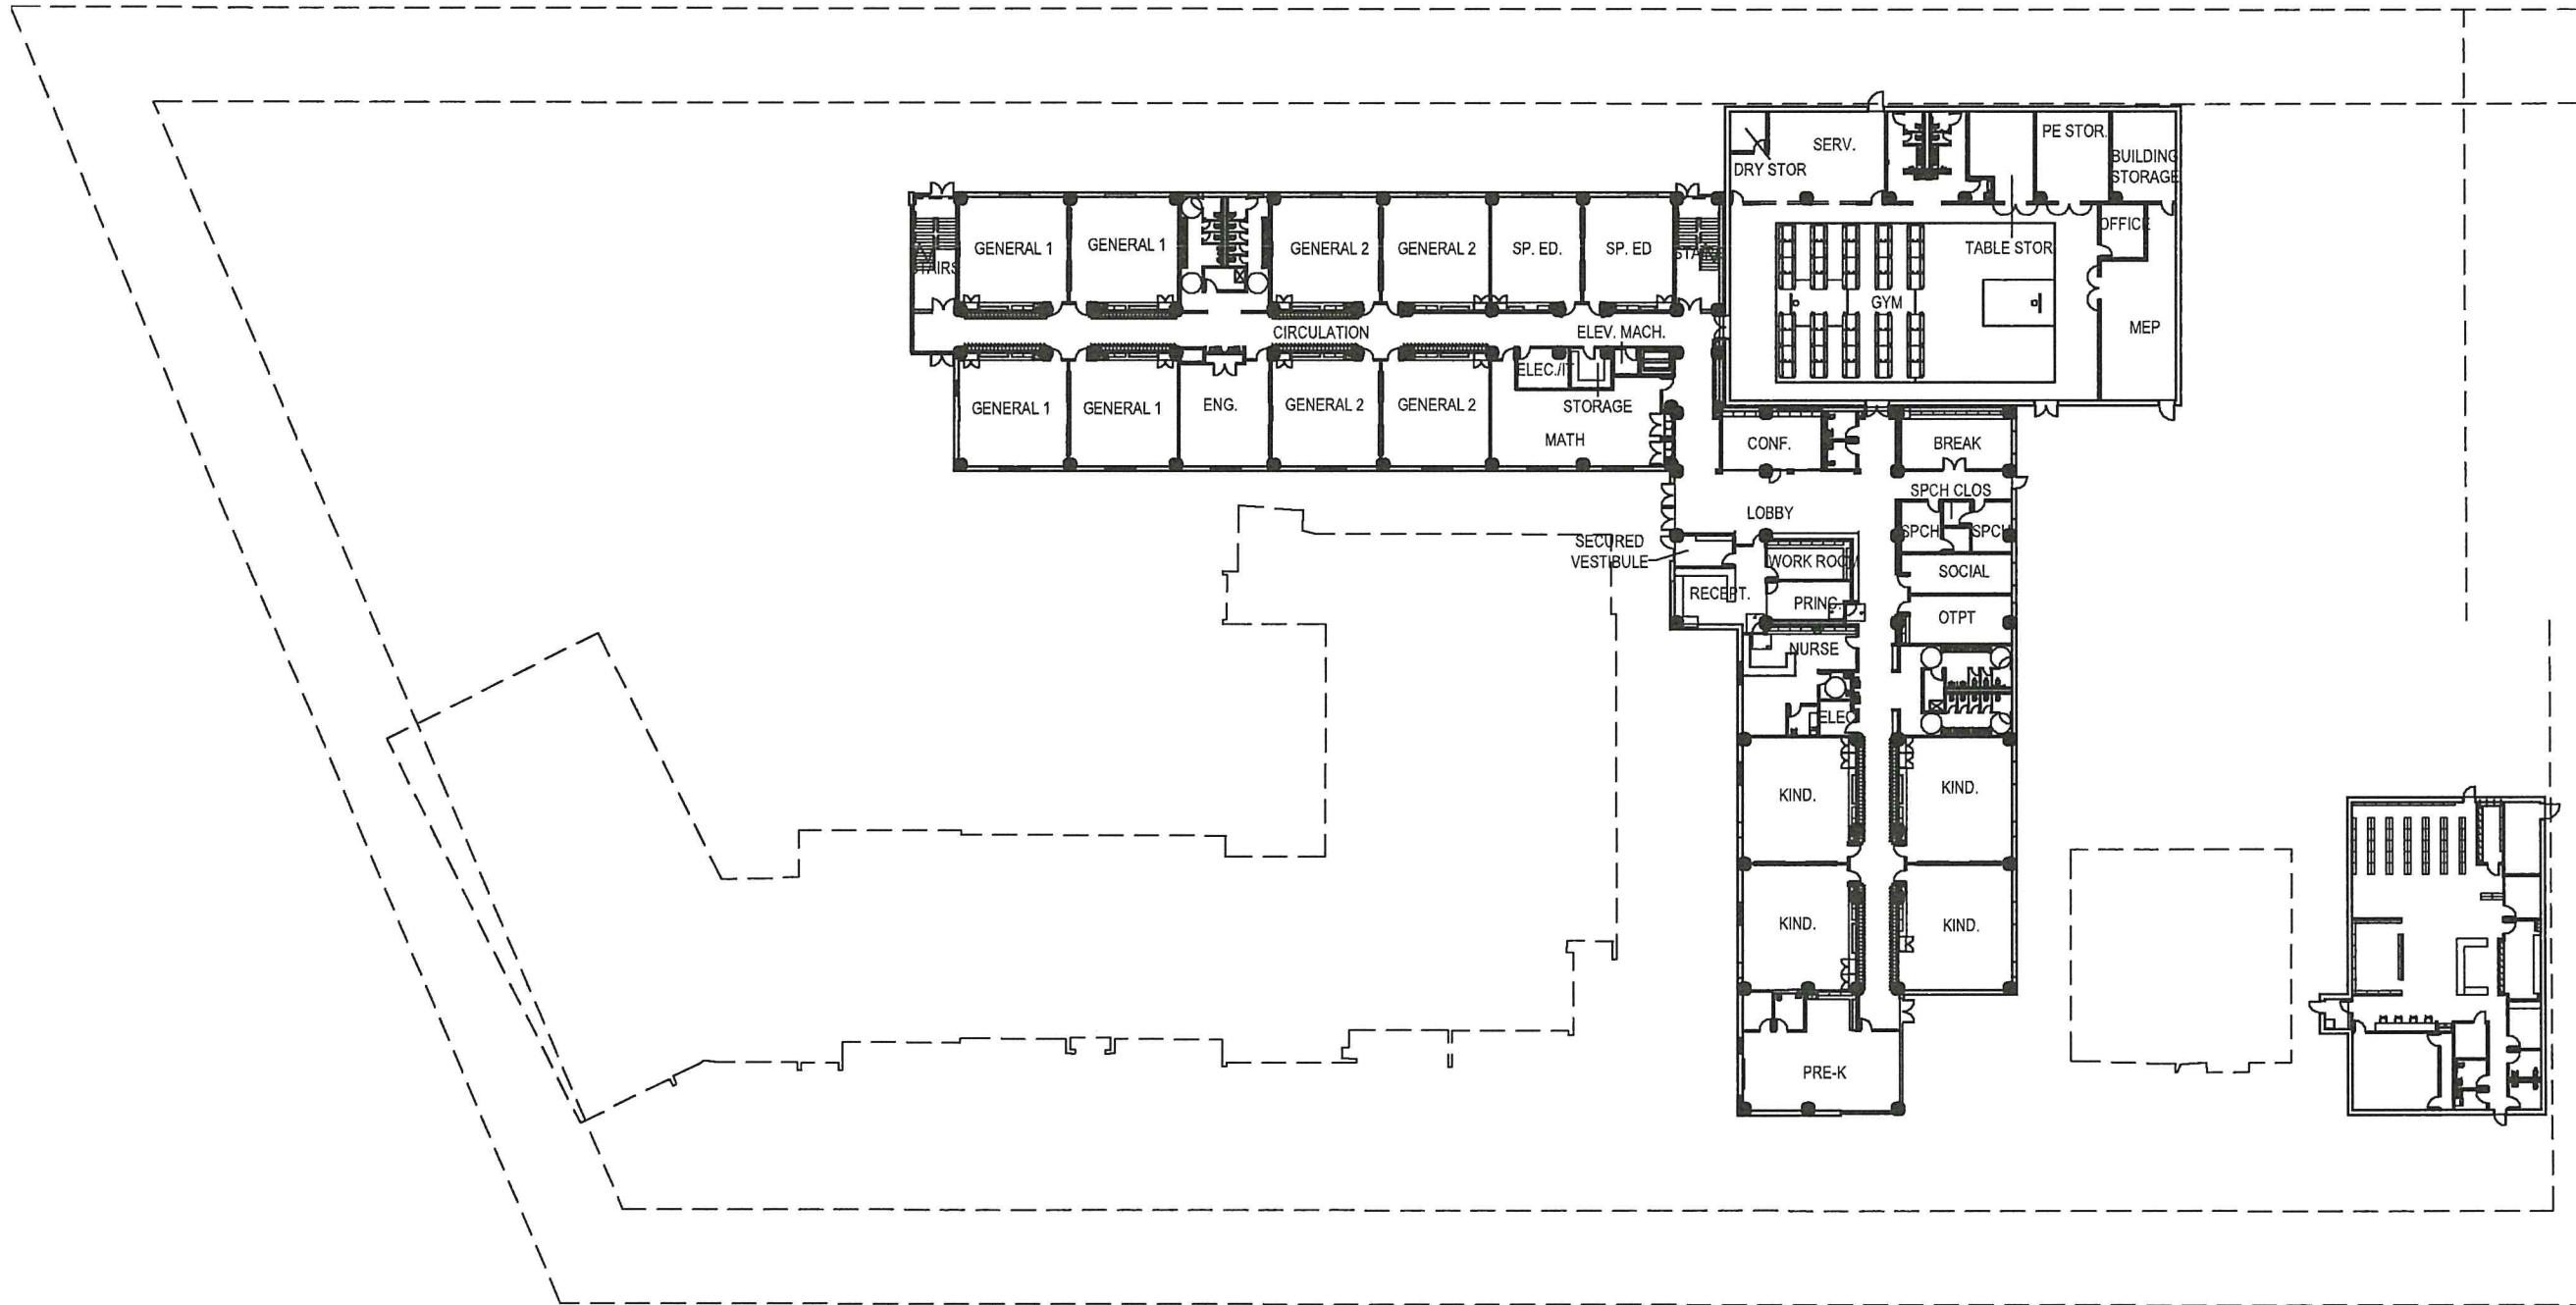 PE STOR.
SERV.
BUILDING
STORAGE
DRY STOR
OFFICE
GENERAL 1
GENERAL 1
GENERAL 2
GENERAL 2
SP. ED.
SP. ED
TABLE STOR
STAIRS
GYM
CIRCULATION
ELEV. MACH.
MEP
ELEC./IT
GENERAL 1
GENERAL 1
ENG.
GENERAL 2
GENERAL 2
STORAGE
MATH
CONF.
BREAK
SPCH CLOS
LOBBY
SPCH
SPCH
SECURED
VESTIBULE
WORK ROOM
SOCIAL
RECEPT.
PRINC.
OTPT
NURSE
ELEC
KIND.
KIND.
KIND.
KIND.
PRE-K